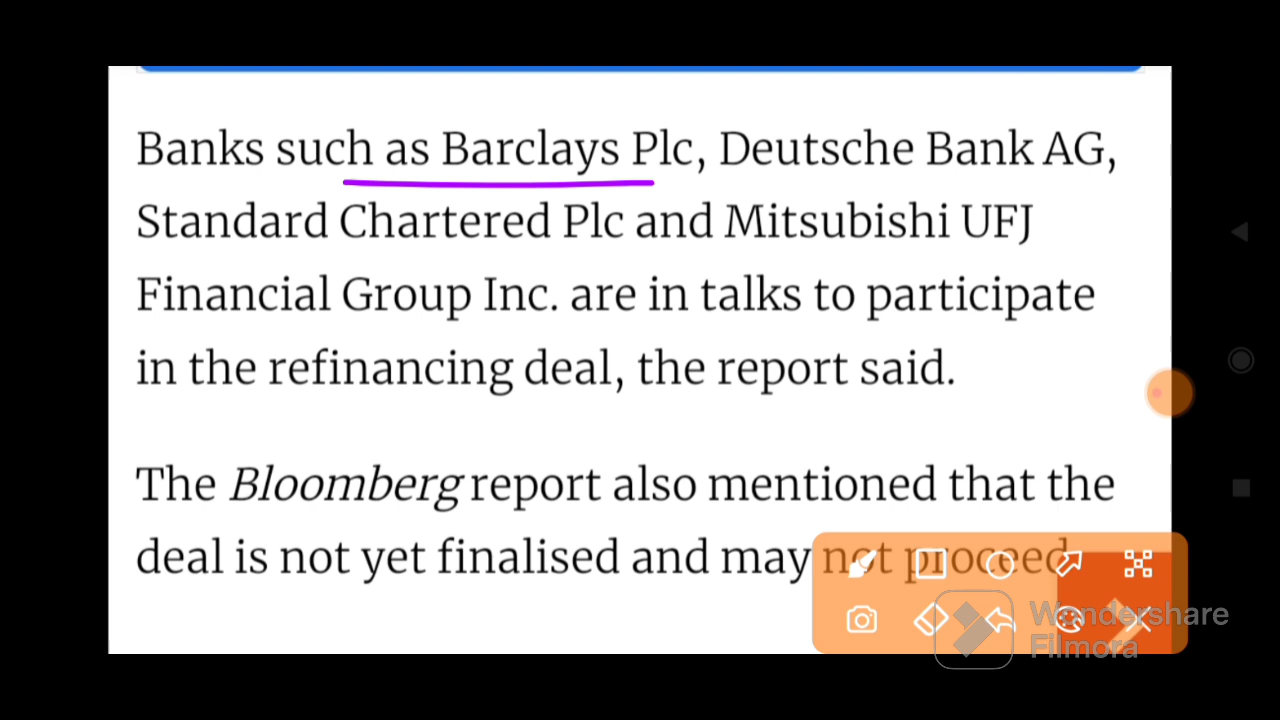 Banks such as Barclays Plc, Deutsche Bank AG,
Standard Chartered Plc and Mitsubishi UFJ
Financial Group Inc. are in talks to participate
in the refinancing deal, the report said.
The Bloomberg report also mentioned that the
deal is not yet finalised and may not proceed
Wondershare
Filmora